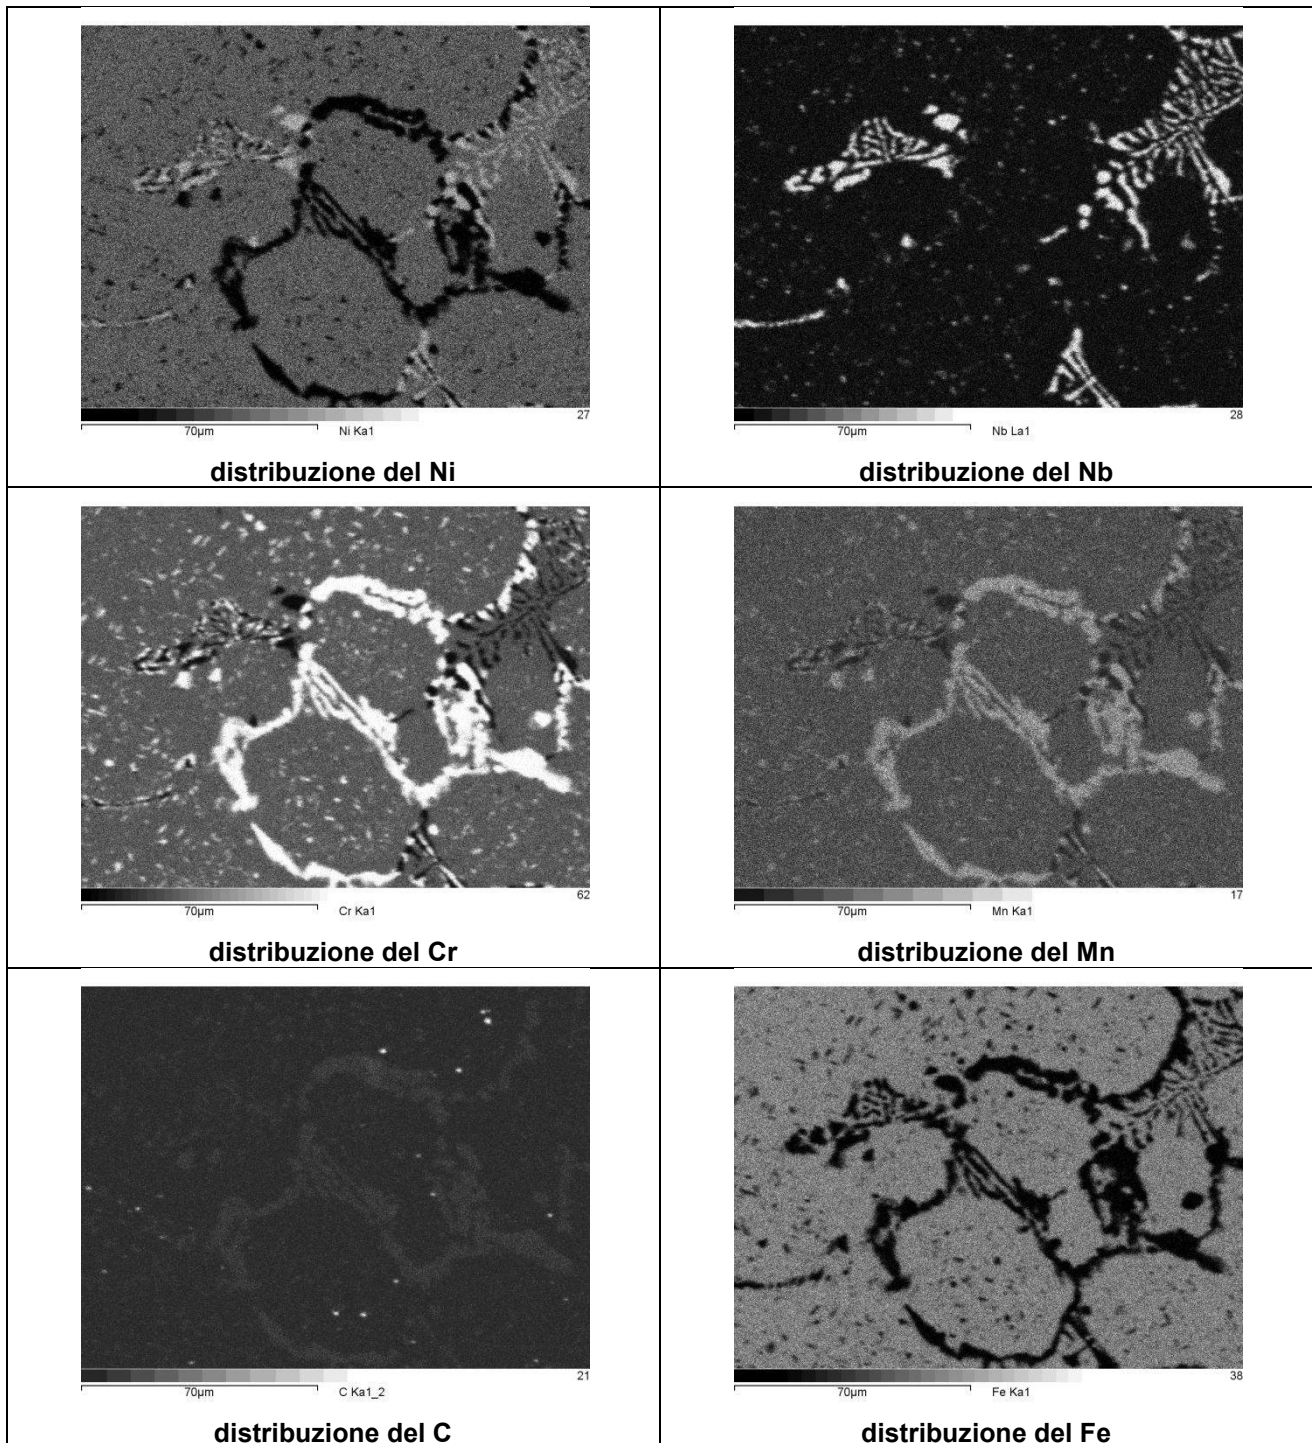 27
70µm Ni Ka1
distribuzione del Ni
28
70µm Nb La1
distribuzione del Nb
62
70µm Cr Ka1
distribuzione del Cr
17
70µm Mn Ka1
distribuzione del Mn
21
70µm C Ka1_2
distribuzione del C
38
70µm Fe Ka1
distribuzione del Fe